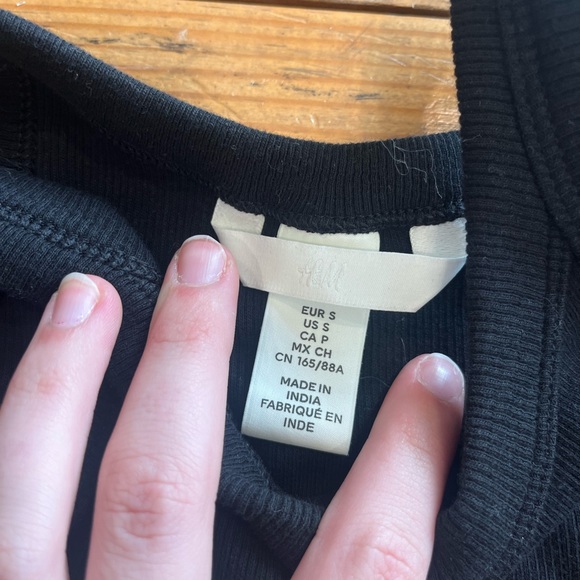 H&M
EUR S
US S
CA P
MX CH
CN 165/88A
MADE IN
INDIA
FABRIQUÉ EN
INDE